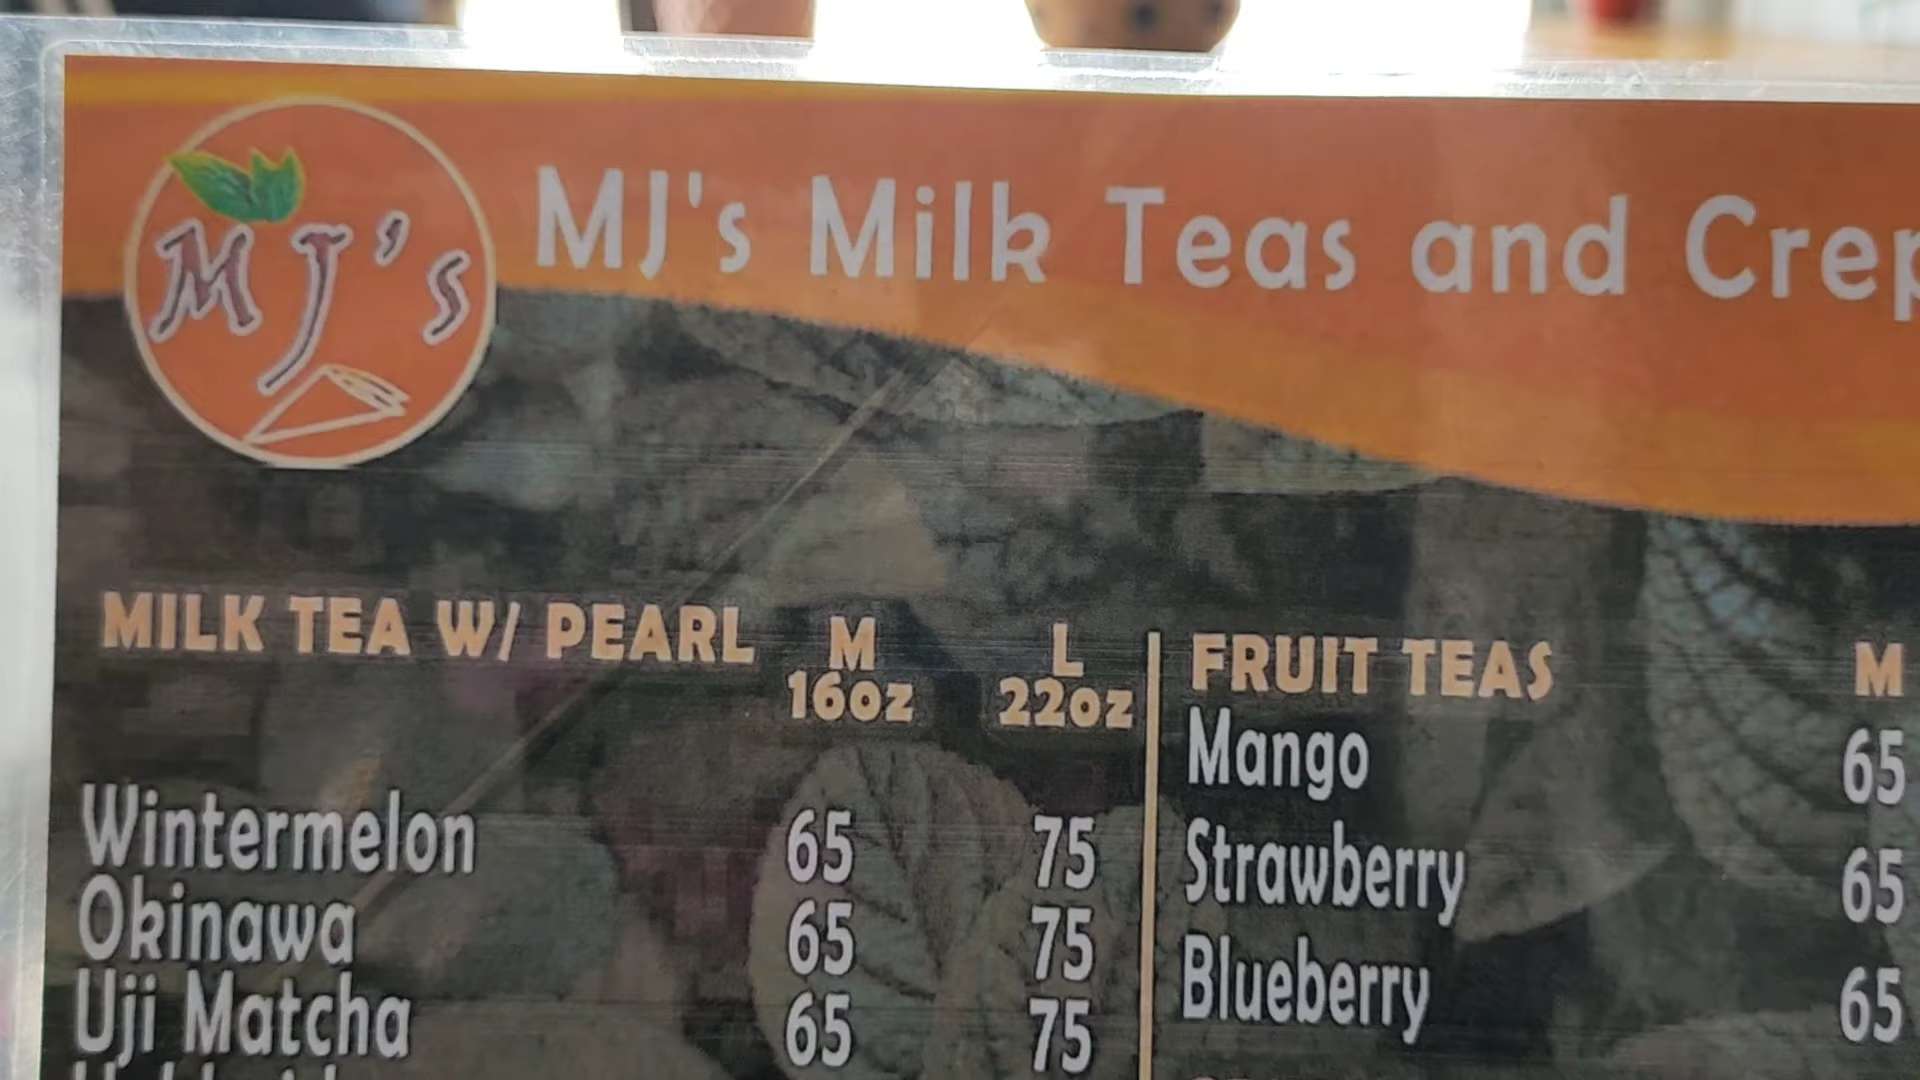 MJ's
MJ's Milk Teas and Crep
MILK TEA W/ PEARL M L
16oz 22oz
Wintermelon 65 75
Okinawa 65 75
Uji Matcha 65 75
FRUIT TEAS M
Mango 65
Strawberry 65
Blueberry 65